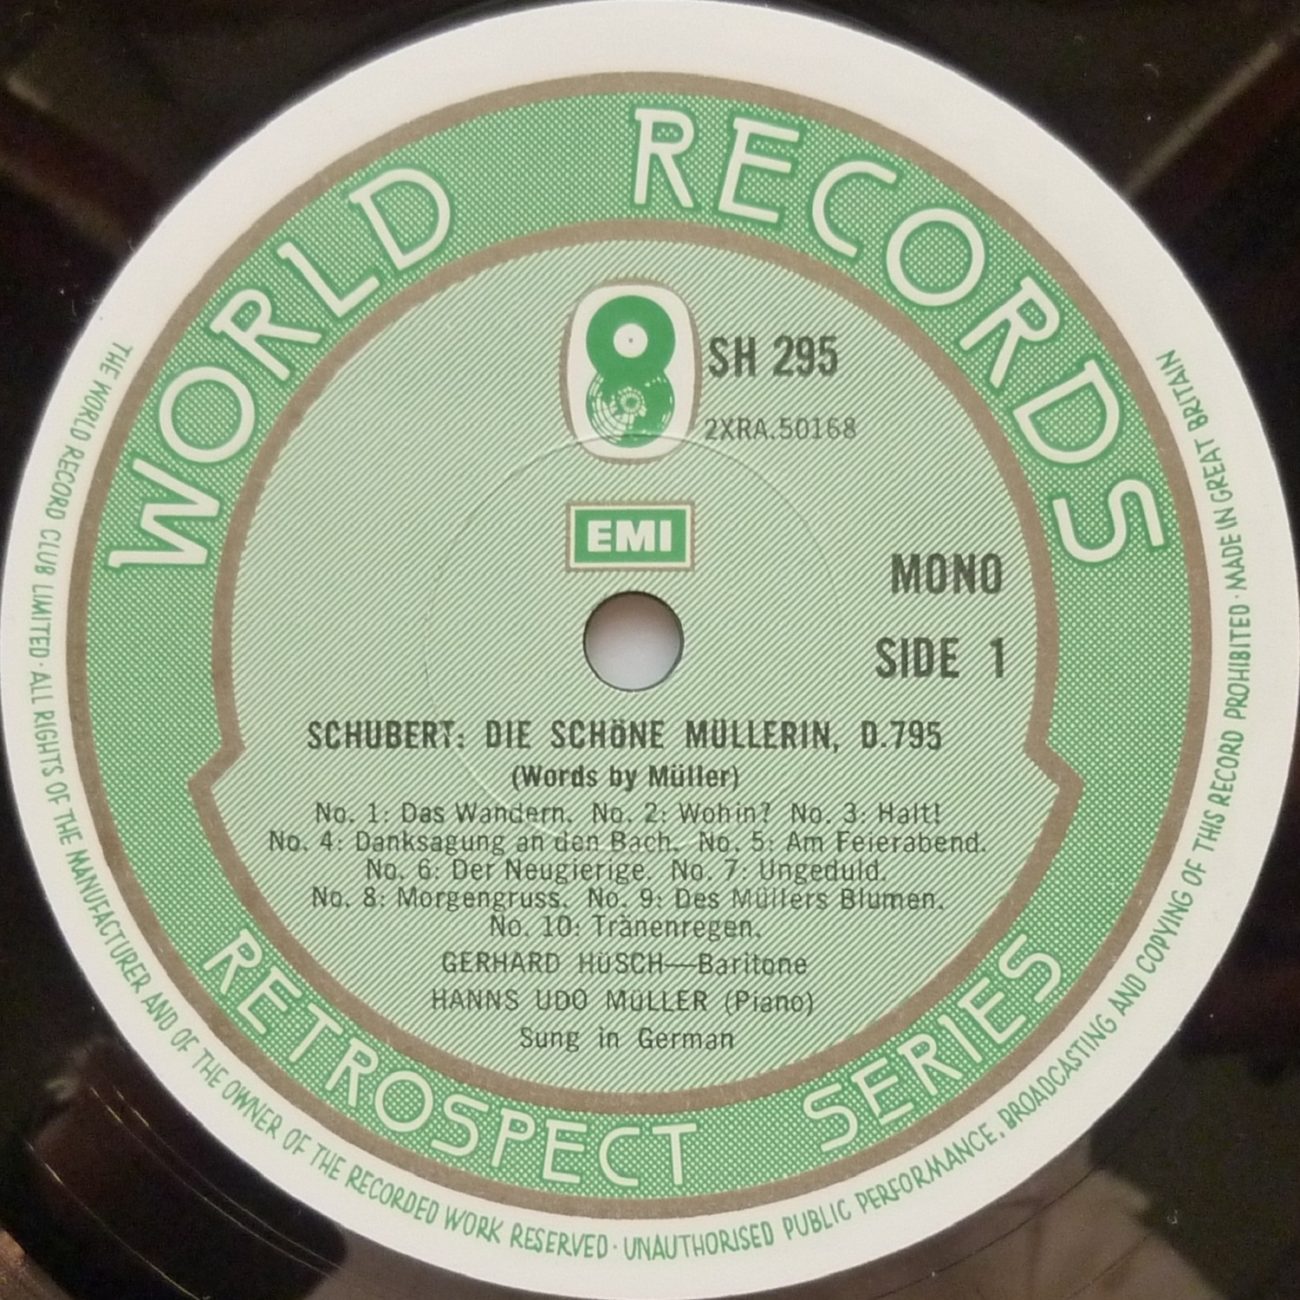 WORLD RECORDS
SH 295
2XRA.50168
EMI
MONO
SIDE 1
SCHUBERT: DIE SCHÖNE MÜLLERIN, D.795
(Words by Müller)
No. 1: Das Wandern. No. 2: Wohin? No. 3: Halt!
No. 4: Danksagung an den Bach. No. 5: Am Feierabend.
No. 6: Der Neugierige. No. 7: Ungeduld.
No. 8: Morgengruss. No. 9: Des Müllers Blumen.
No. 10: Tränenregen.
GERHARD HÜSCH—Baritone
HANNS UDO MÜLLER (Piano)
Sung in German
RETROSPECT SERIES
THE WORLD RECORD CLUB LIMITED · ALL RIGHTS OF THE MANUFACTURER AND OF THE OWNER OF THE RECORDED WORK RESERVED · UNAUTHORISED PUBLIC PERFORMANCE, BROADCASTING AND COPYING OF THIS RECORD PROHIBITED · MADE IN GREAT BRITAIN